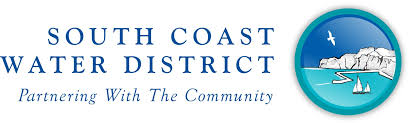 SOUTH COAST
WATER DISTRICT
Partnering With The Community